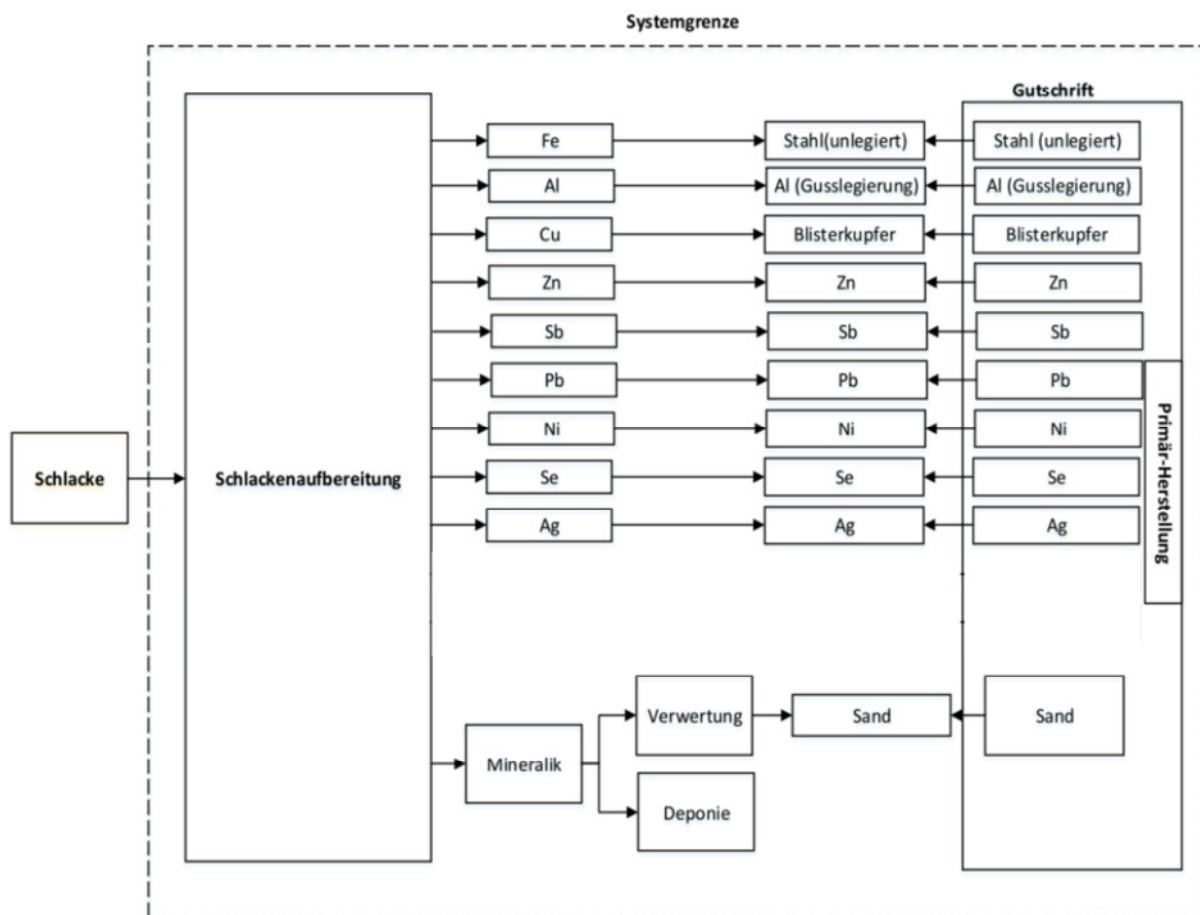 Systemgrenze
Gutschrift
Fe
Stahl(unlegiert)
Stahl (unlegiert)
Al
Al (Gusslegierung)
Al (Gusslegierung)
Cu
Blisterkupfer
Blisterkupfer
Zn
Zn
Zn
Sb
Sb
Sb
Pb
Pb
Pb
Ni
Ni
Ni
Schlacke
Schlackenaufbereitung
Se
Se
Se
Ag
Ag
Ag
Primär-Herstellung
Verwertung
Sand
Sand
Mineralik
Deponie